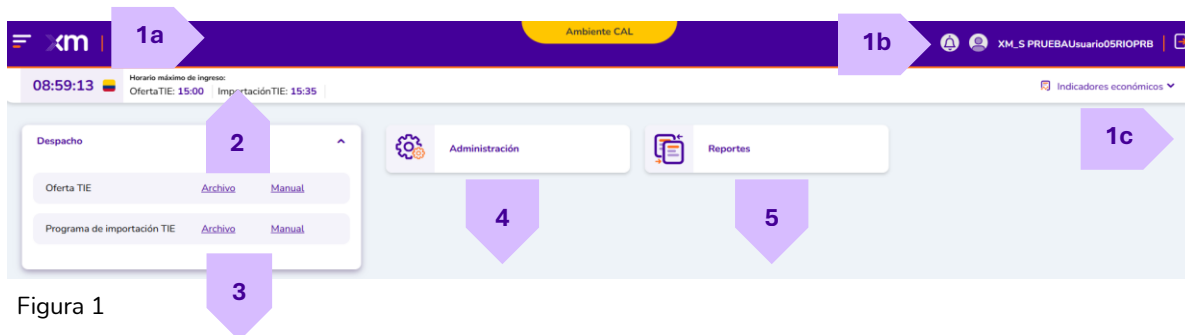 1a
Ambiente CAL
1b
xm
XM_S PRUEBAUsuario05RIOPRB
08:59:13
Horario máximo de ingreso:
OfertaTIE: 15:00 ImportaciónTIE: 15:35
Indicadores económicos
1c
Despacho
2
Administración
Reportes
Oferta TIE Archivo Manual
4
5
Programa de importación TIE Archivo Manual
3
Figura 1